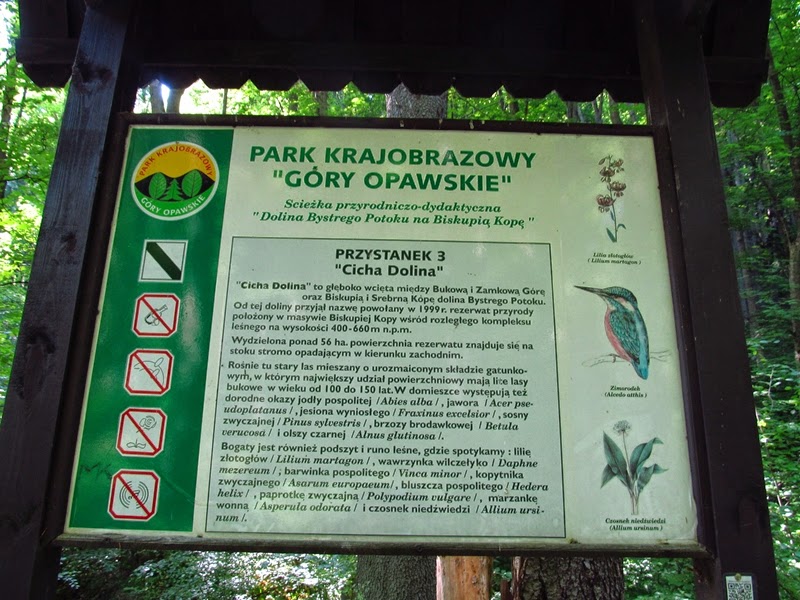 PARK KRAJOBRAZOWY
GÓRY OPAWSKIE
PARK KRAJOBRAZOWY
"GÓRY OPAWSKIE"
Scieżka przyrodniczo-dydaktyczna
"Dolina Bystrego Potoku na Biskupią Kopę"
PRZYSTANEK 3
"Cicha Dolina"
"Cicha Dolina" to głęboko wcięta między Bukową i Zamkową Górę
oraz Biskupią i Srebrną Kopę dolina Bystrego Potoku.
Od tej doliny przyjął nazwę powołany w 1999 r. rezerwat przyrody
położony w masywie Biskupiej Kopy wśród rozległego kompleksu
leśnego na wysokości 400-660 m n.p.m.
Wydzielona ponad 56 ha. powierzchnia rezerwatu znajduje się na
stoku stromo opadającym w kierunku zachodnim.
Rośnie tu stary las mieszany o urozmaiconym składzie gatunko-
wym, w którym największy udział powierzchniowy mają lite lasy
bukowe w wieku od 100 do 150 lat. W domieszce występują też
dorodne okazy jodły pospolitej /Abies alba/, jawora /Acer pse-
udoplatanus/, jesiona wyniosłego /Fraxinus excelsior/, sosny
zwyczajnej /Pinus sylvestris/, brzozy brodawkowej /Betula
verucosa/ i olszy czarnej /Alnus glutinosa/.
Bogaty jest również podszyt i runo leśne, gdzie spotykamy: lilię
złotogłów /Lilium martagon/, wawrzynka wilczełyko /Daphne
mezereum/; barwinka pospolitego /Vinca minor/, kopytnika
zwyczajnego /Asarum europaeum/, bluszcza pospolitego /Hedera
helix/, paprotkę zwyczajną /Polypodium vulgare/, marzankę
wonną /Asperula odorata/ i czosnek niedźwiedzi /Allium ursi-
num/.
Lilia złotogłów
(Lilium martagon)
Zimorodek
(Alcedo atthis)
Czosnek niedźwiedzi
(Allium ursinum)